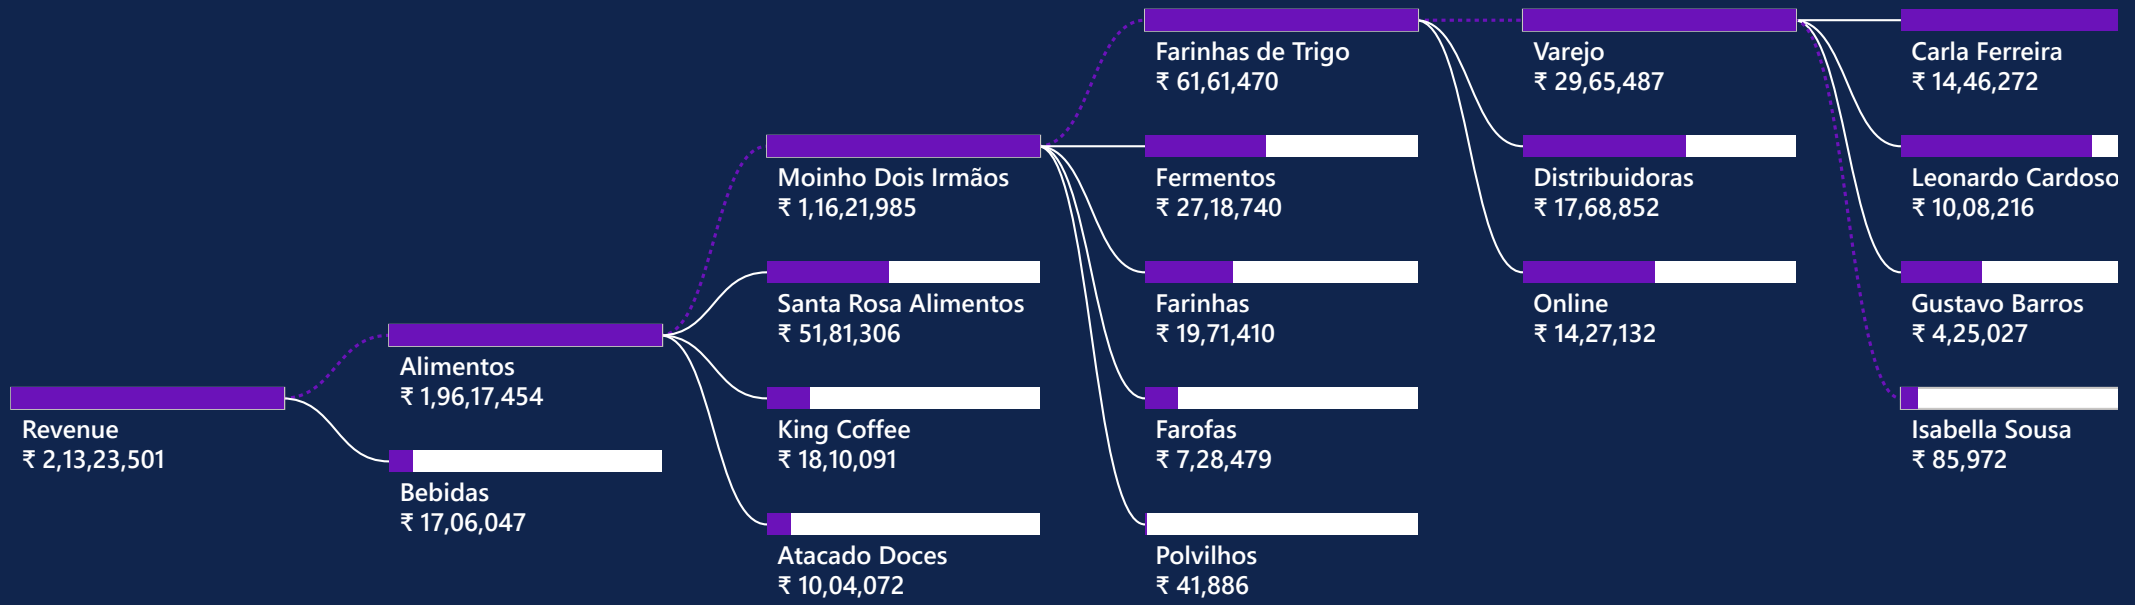 Revenue
₹ 2,13,23,501
Alimentos
₹ 1,96,17,454
Bebidas
₹ 17,06,047
Moinho Dois Irmãos
₹ 1,16,21,985
Santa Rosa Alimentos
₹ 51,81,306
King Coffee
₹ 18,10,091
Atacado Doces
₹ 10,04,072
Farinhas de Trigo
₹ 61,61,470
Fermentos
₹ 27,18,740
Farinhas
₹ 19,71,410
Farofas
₹ 7,28,479
Polvilhos
₹ 41,886
Varejo
₹ 29,65,487
Distribuidoras
₹ 17,68,852
Online
₹ 14,27,132
Carla Ferreira
₹ 14,46,272
Leonardo Cardoso
₹ 10,08,216
Gustavo Barros
₹ 4,25,027
Isabella Sousa
₹ 85,972